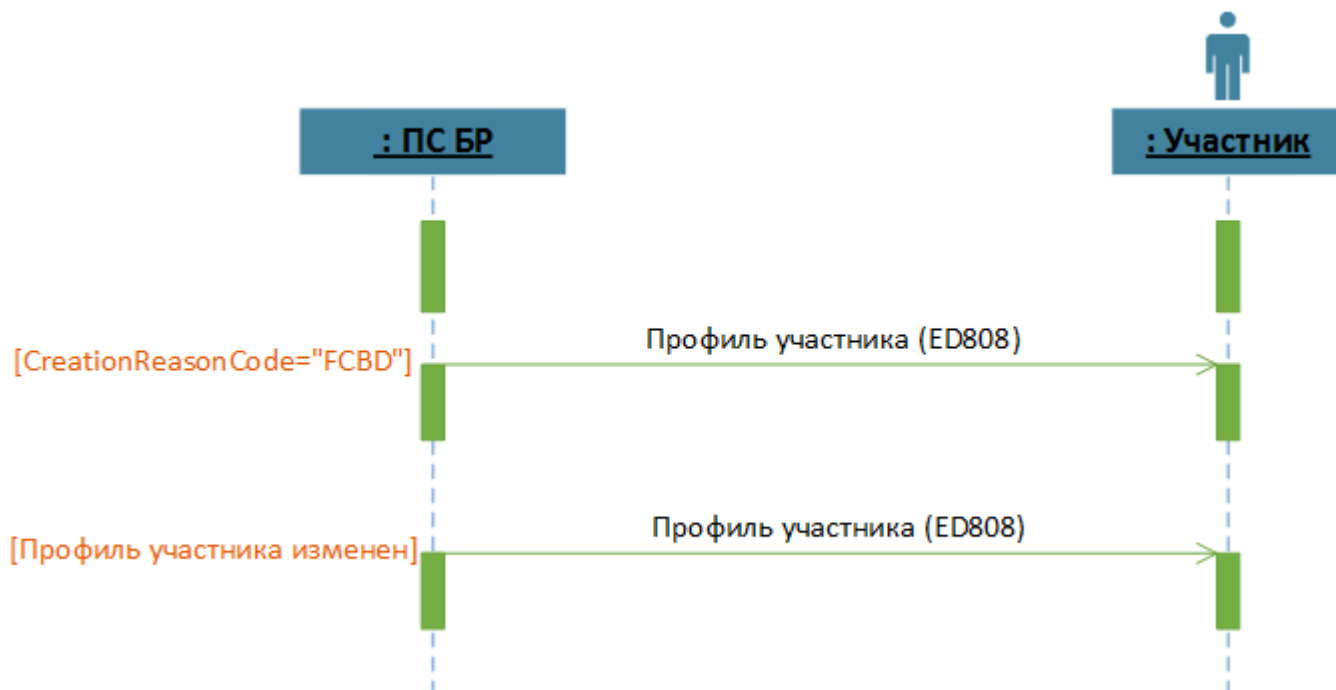 : ПС БР
: Участник
Профиль участника (ED808)
[CreationReasonCode="FCBD"]
Профиль участника (ED808)
[Профиль участника изменен]